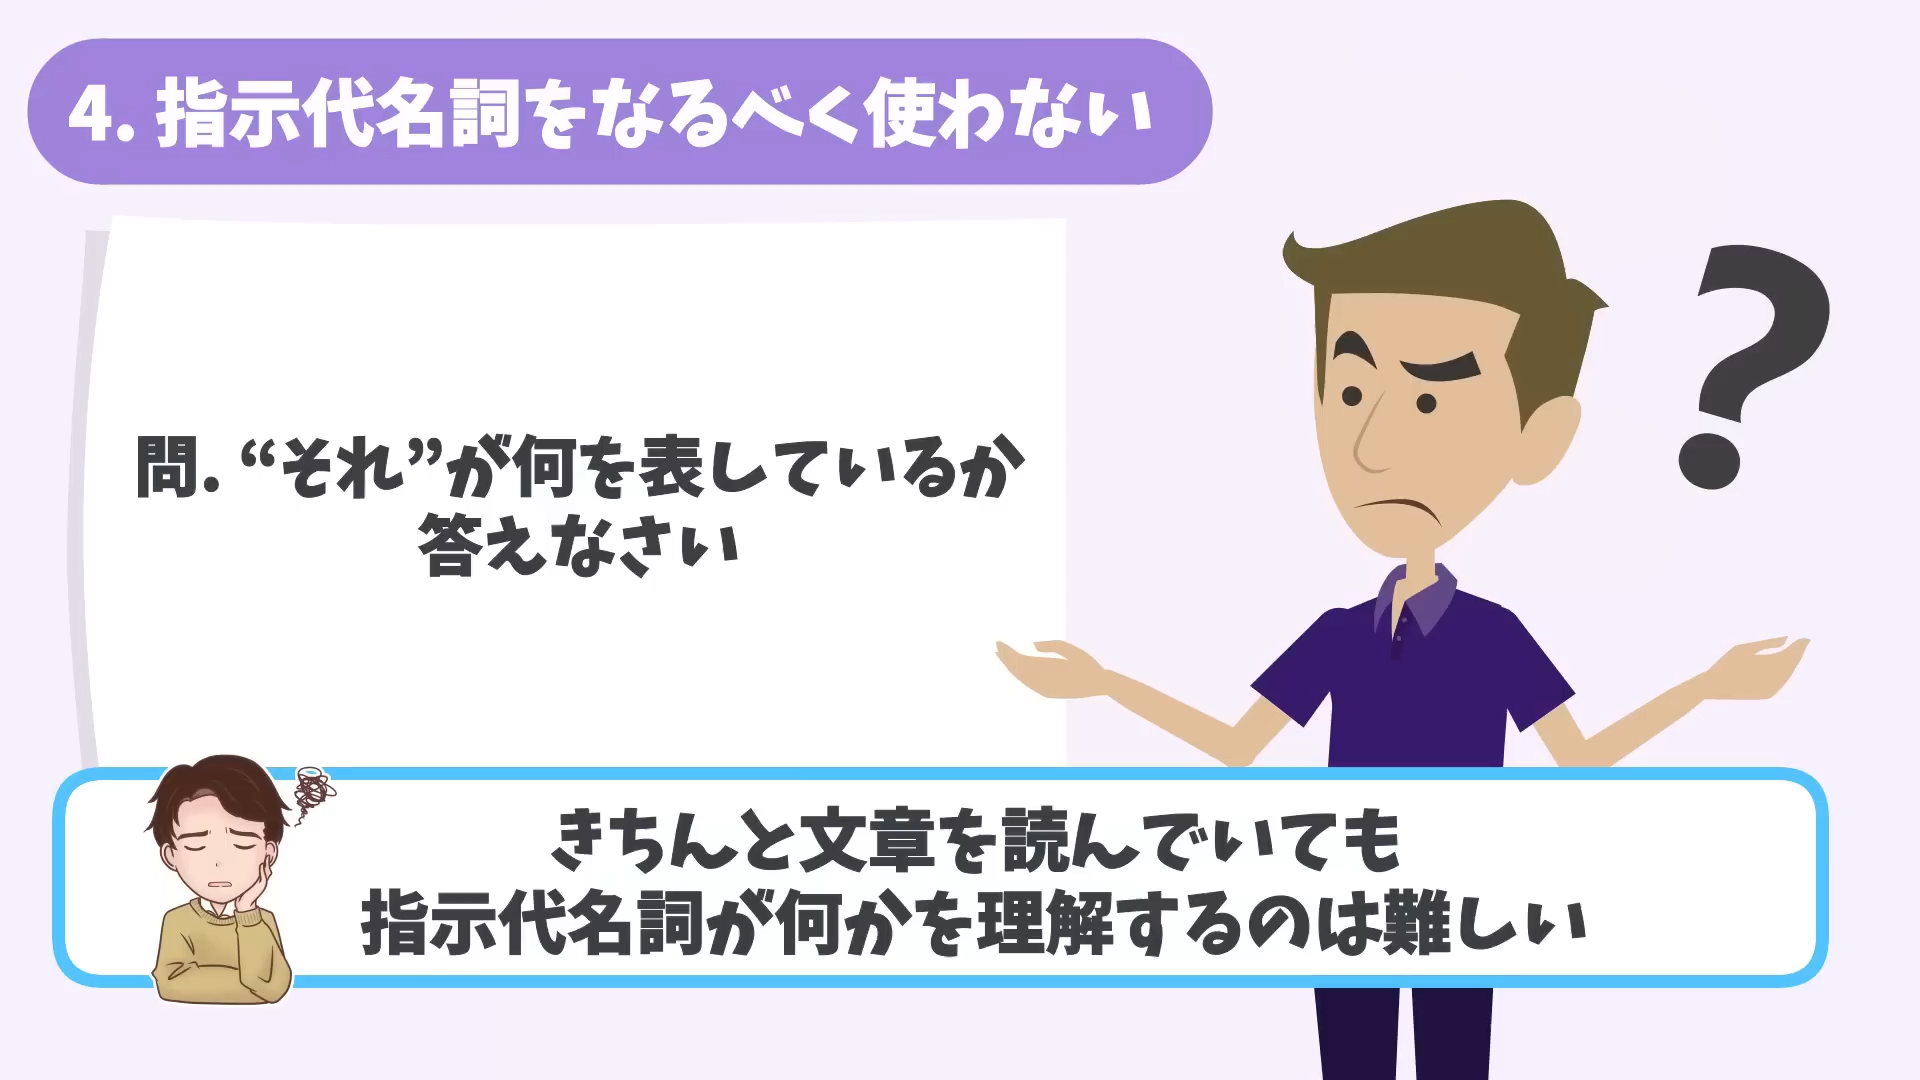 4. 指示代名詞をなるべく使わない
問. “それ”が何を表しているか
答えなさい
?
きちんと文章を読んでいても
指示代名詞が何かを理解するのは難しい